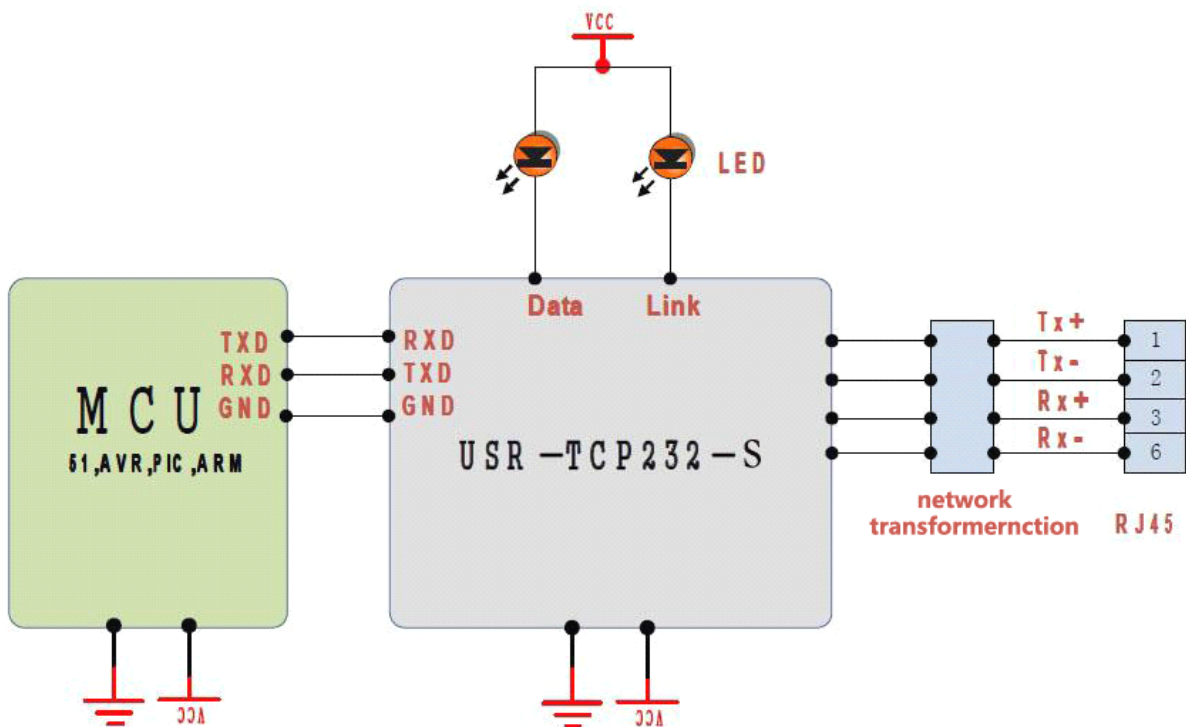 VCC
LED
Data
Link
TXD
RXD
GND
MCU
51,AVR,PIC,ARM
RXD
TXD
GND
USR-TCP232-S
Tx+
Tx-
Rx+
Rx-
1
2
3
6
network
transformernction
RJ45
VCC
VCC